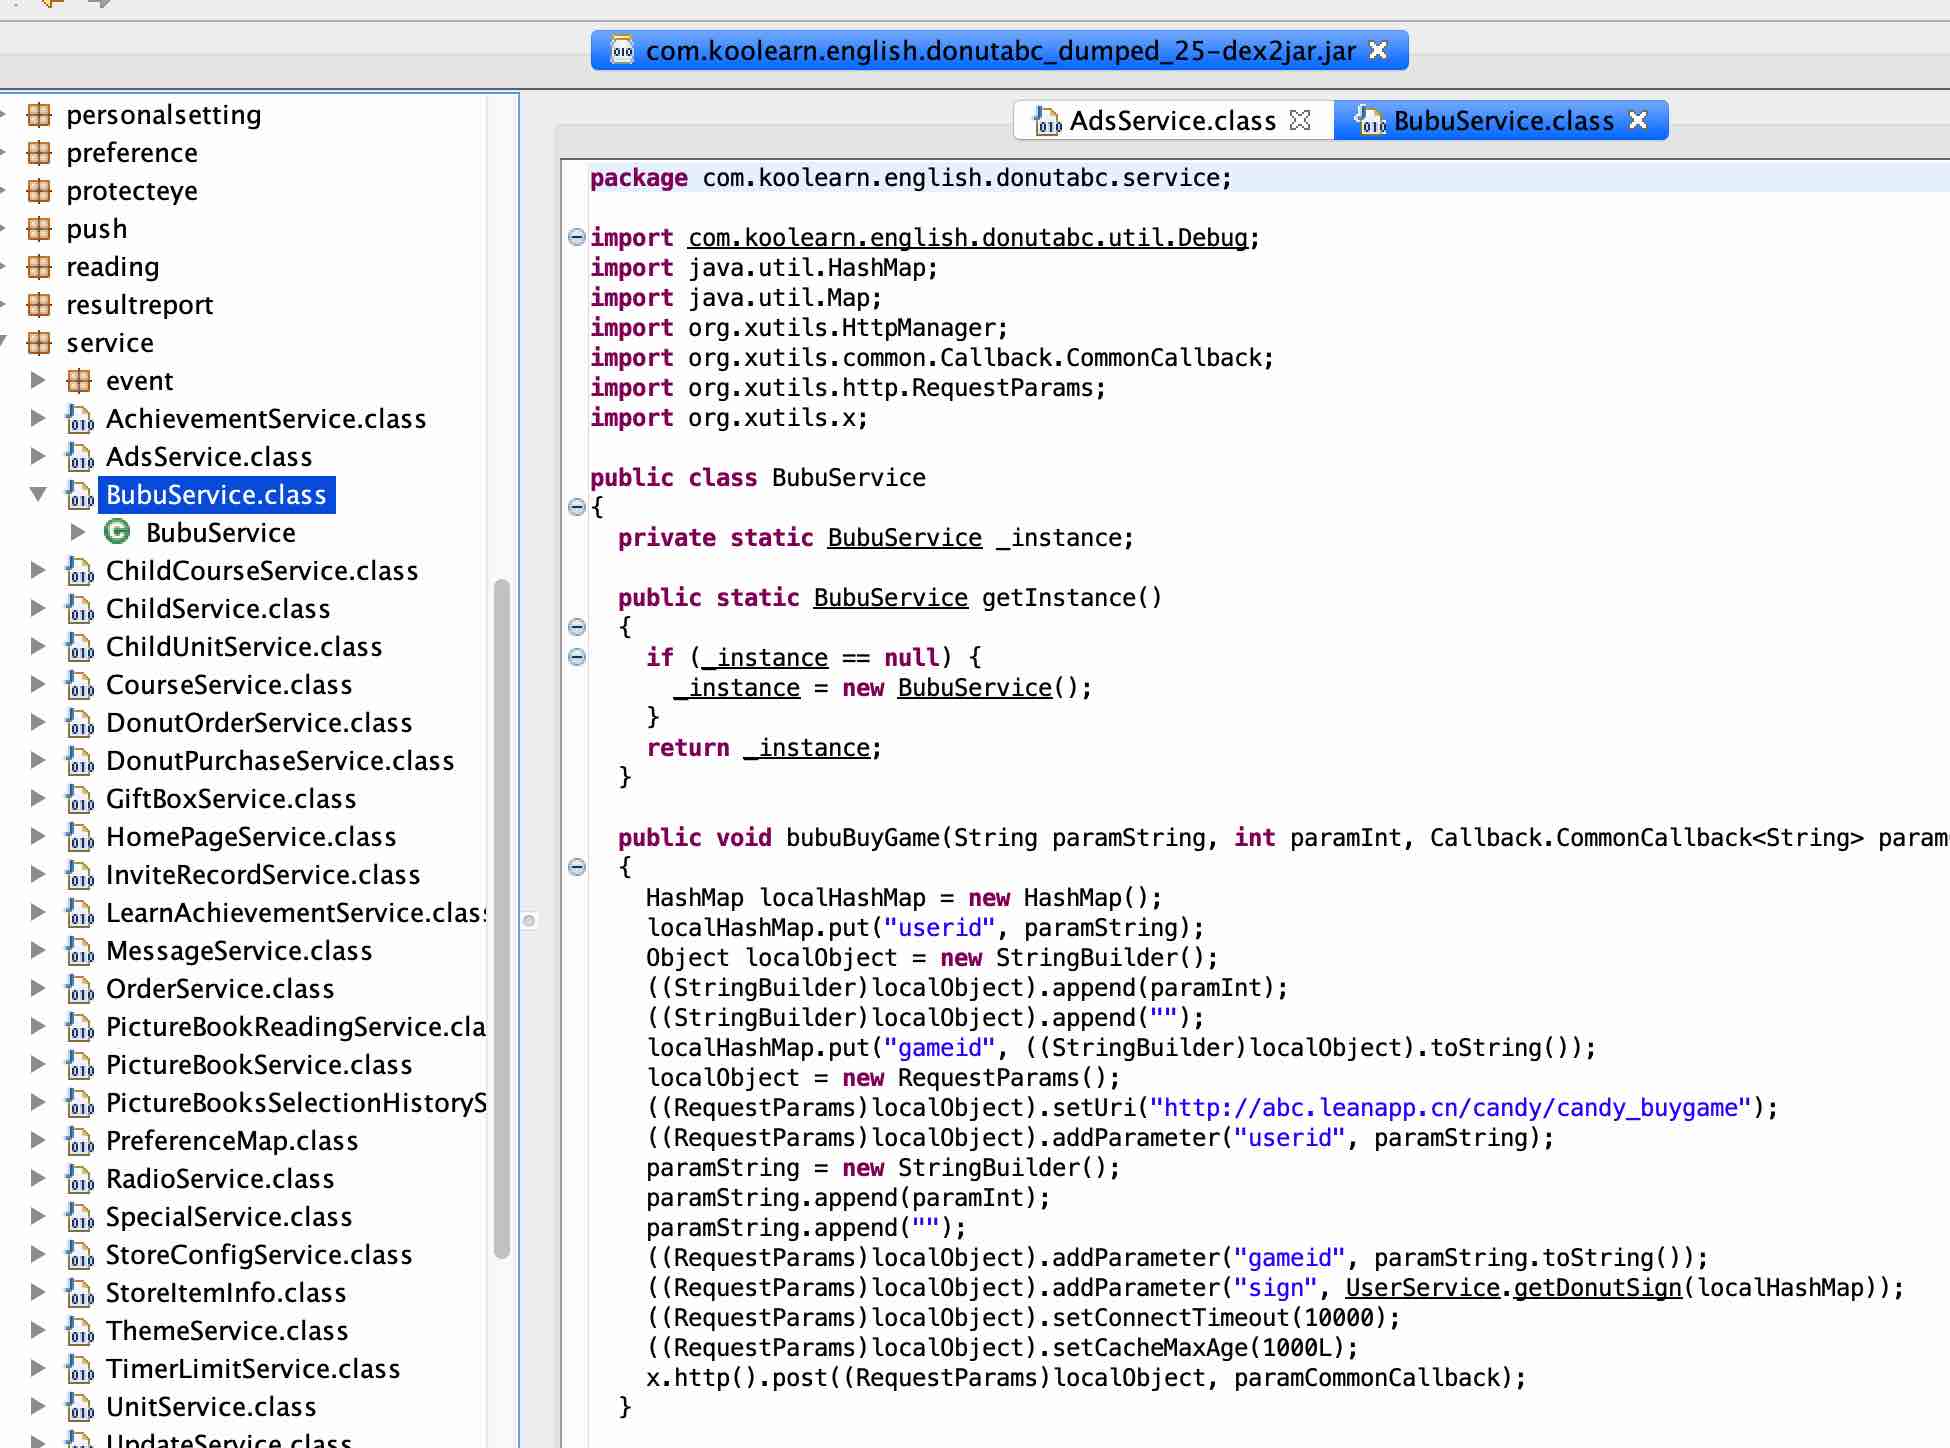 com.koolearn.english.donutabc_dumped_25-dex2jar.jar
personalsetting
preference
protecteye
push
reading
resultreport
service
event
AchievementService.class
AdsService.class
BubuService.class
BubuService
ChildCourseService.class
ChildService.class
ChildUnitService.class
CourseService.class
DonutOrderService.class
DonutPurchaseService.class
GiftBoxService.class
HomePageService.class
InviteRecordService.class
LearnAchievementService.clas
MessageService.class
OrderService.class
PictureBookReadingService.cla
PictureBookService.class
PictureBooksSelectionHistoryS
PreferenceMap.class
RadioService.class
SpecialService.class
StoreConfigService.class
StoreItemInfo.class
ThemeService.class
TimerLimitService.class
UnitService.class
UpdateService.class
AdsService.class
BubuService.class
package com.koolearn.english.donutabc.service;
import com.koolearn.english.donutabc.util.Debug;
import java.util.HashMap;
import java.util.Map;
import org.xutils.HttpManager;
import org.xutils.common.Callback.CommonCallback;
import org.xutils.http.RequestParams;
import org.xutils.x;
public class BubuService
{
private static BubuService _instance;
public static BubuService getInstance()
{
if (_instance == null) {
_instance = new BubuService();
}
return _instance;
}
public void bubuBuyGame(String paramString, int paramInt, Callback.CommonCallback<String> param
{
HashMap localHashMap = new HashMap();
localHashMap.put("userid", paramString);
Object localObject = new StringBuilder();
((StringBuilder)localObject).append(paramInt);
((StringBuilder)localObject).append("");
localHashMap.put("gameid", ((StringBuilder)localObject).toString());
localObject = new RequestParams();
((RequestParams)localObject).setUri("http://abc.leanapp.cn/candy/candy_buygame");
((RequestParams)localObject).addParameter("userid", paramString);
paramString = new StringBuilder();
paramString.append(paramInt);
paramString.append("");
((RequestParams)localObject).addParameter("gameid", paramString.toString());
((RequestParams)localObject).addParameter("sign", UserService.getDonutSign(localHashMap));
((RequestParams)localObject).setConnectTimeout(10000);
((RequestParams)localObject).setCacheMaxAge(1000L);
x.http().post((RequestParams)localObject, paramCommonCallback);
}